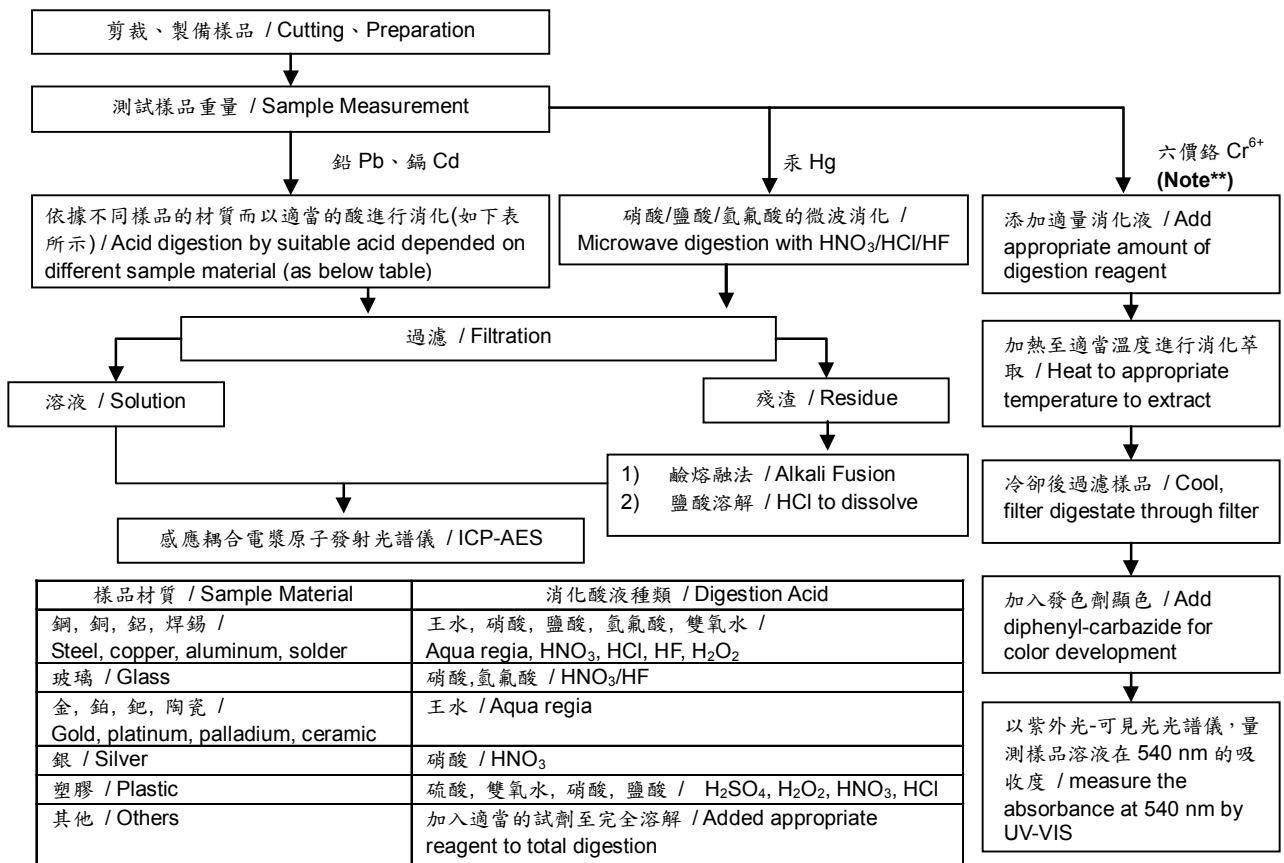 剪裁、製備樣品 / Cutting、Preparation
測試樣品重量 / Sample Measurement
鉛 Pb、鎘 Cd
汞 Hg
六價鉻 Cr6+
(Note**)
依據不同樣品的材質而以適當的酸進行消化(如下表
所示) / Acid digestion by suitable acid depended on
different sample material (as below table)
硝酸/鹽酸/氫氟酸的微波消化 /
Microwave digestion with HNO3/HCl/HF
添加適量消化液 / Add
appropriate amount of
digestion reagent
過濾 / Filtration
加熱至適當溫度進行消化萃
取 / Heat to appropriate
temperature to extract
溶液 / Solution
殘渣 / Residue
1) 鹼熔融法 / Alkali Fusion
2) 鹽酸溶解 / HCl to dissolve
冷卻後過濾樣品 / Cool,
filter digestate through filter
感應耦合電漿原子發射光譜儀 / ICP-AES
加入發色劑顯色 / Add
diphenyl-carbazide for
color development
以紫外光-可見光光譜儀,量
測樣品溶液在 540 nm 的吸
收度 / measure the
absorbance at 540 nm by
UV-VIS
樣品材質 / Sample Material 消化酸液種類 / Digestion Acid
鋼, 銅, 鋁, 焊錫 / 王水, 硝酸, 鹽酸, 氫氟酸, 雙氧水 /
Steel, copper, aluminum, solder Aqua regia, HNO3, HCl, HF, H2O2
玻璃 / Glass 硝酸,氫氟酸 / HNO3/HF
金, 鉑, 鈀, 陶瓷 / 王水 / Aqua regia
Gold, platinum, palladium, ceramic
銀 / Silver 硝酸 / HNO3
塑膠 / Plastic 硫酸, 雙氧水, 硝酸, 鹽酸 / H2SO4, H2O2, HNO3, HCl
其他 / Others 加入適當的試劑至完全溶解 / Added appropriate
reagent to total digestion